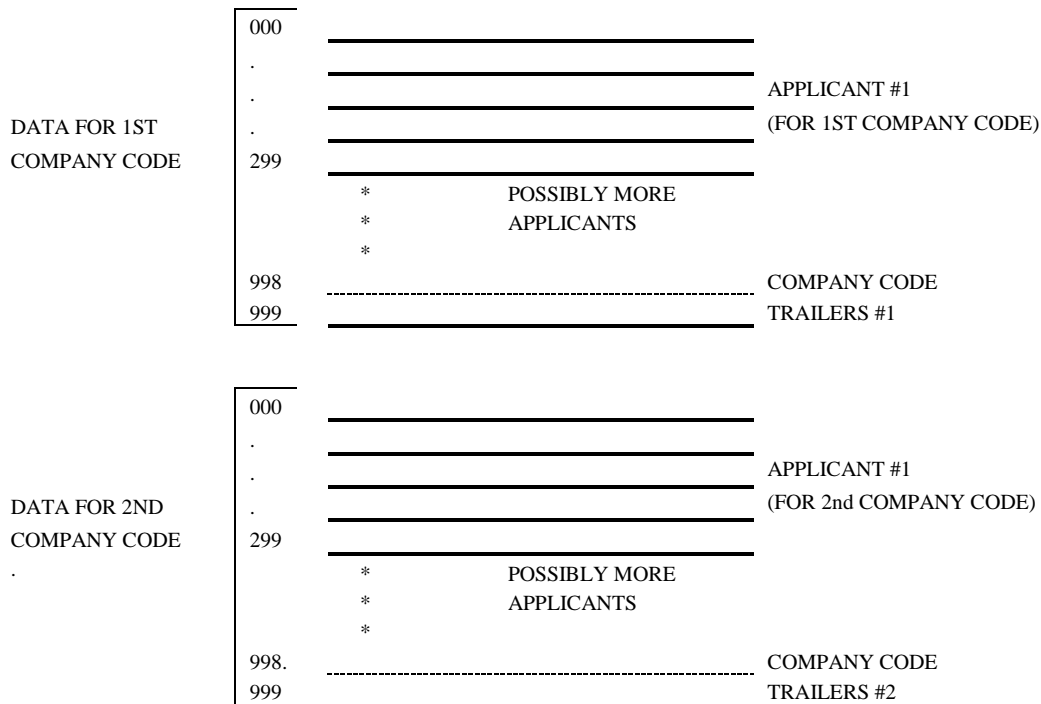 000
.
. APPLICANT #1
DATA FOR 1ST . (FOR 1ST COMPANY CODE)
COMPANY CODE 299
* POSSIBLY MORE
* APPLICANTS
*
998 COMPANY CODE
999 TRAILERS #1
000
.
. APPLICANT #1
DATA FOR 2ND . (FOR 2nd COMPANY CODE)
COMPANY CODE 299
. * POSSIBLY MORE
* APPLICANTS
*
998. COMPANY CODE
999 TRAILERS #2